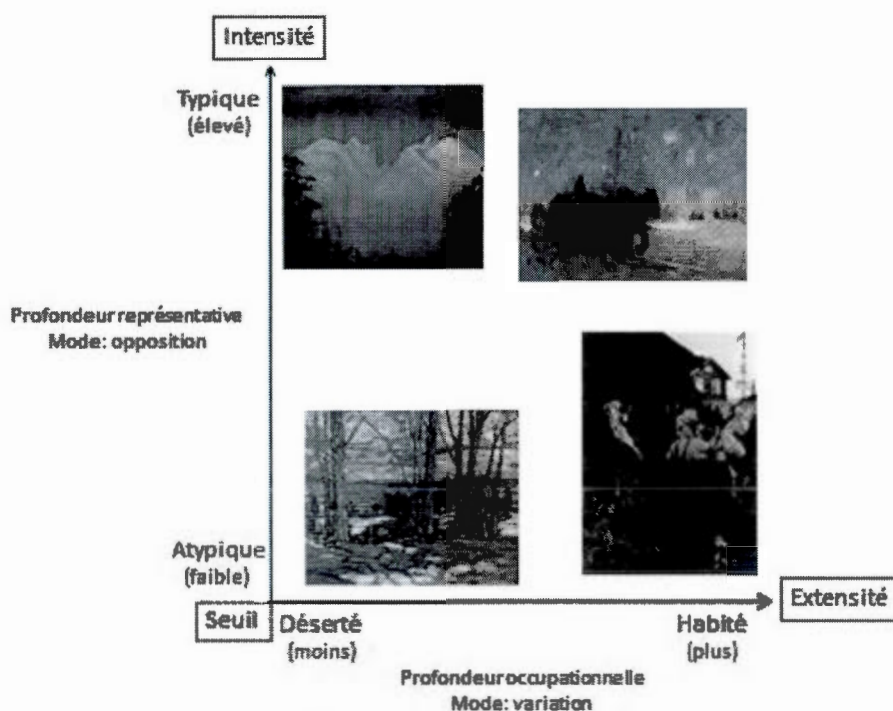 Intensité
Typique
(élevé)
Profondeur représentative
Mode: opposition
Atypique
(faible)
Seuil
Déserté
(moins)
Habité
(plus)
Extensité
Profondeur occupationnelle
Mode: variation